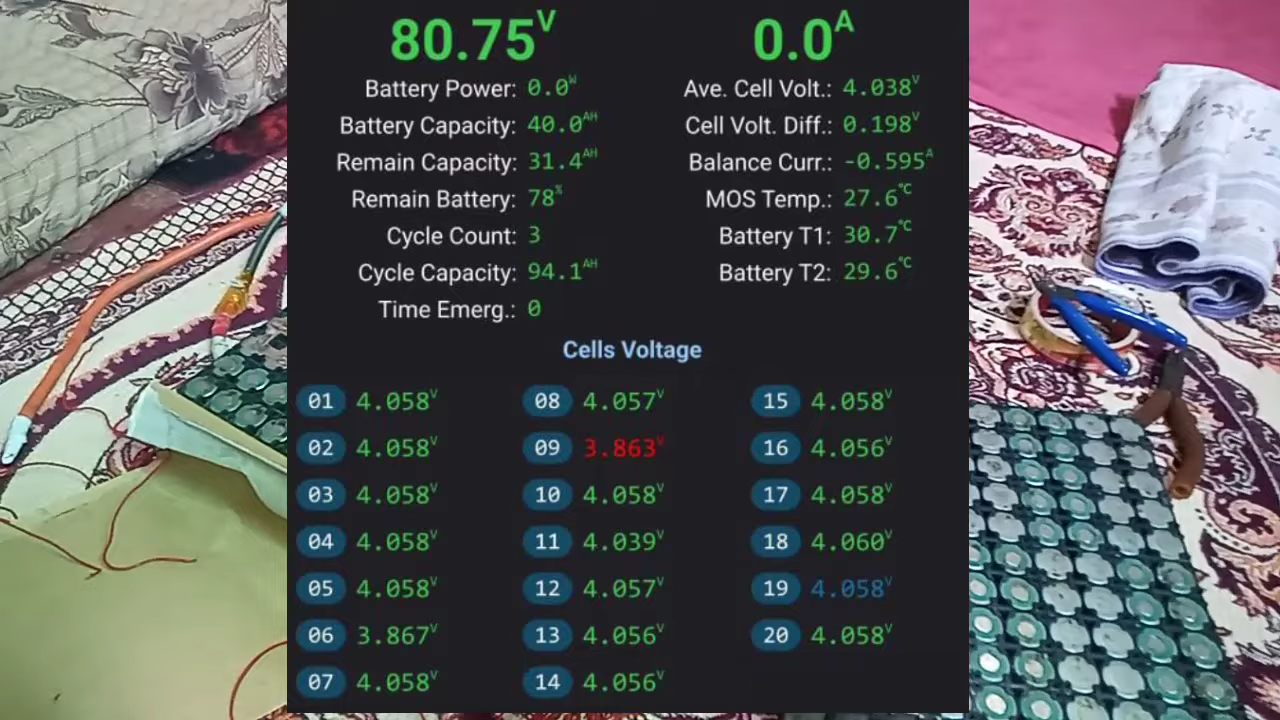 80.75V 0.0A
Battery Power: 0.0W Ave. Cell Volt.: 4.038V
Battery Capacity: 40.0AH Cell Volt. Diff.: 0.198V
Remain Capacity: 31.4AH Balance Curr.: -0.595A
Remain Battery: 78% MOS Temp.: 27.6°C
Cycle Count: 3 Battery T1: 30.7°C
Cycle Capacity: 94.1AH Battery T2: 29.6°C
Time Emerg.: 0
Cells Voltage
01 4.058V 08 4.057V 15 4.058V
02 4.058V 09 3.863V 16 4.056V
03 4.058V 10 4.058V 17 4.058V
04 4.058V 11 4.039V 18 4.060V
05 4.058V 12 4.057V 19 4.058V
06 3.867V 13 4.056V 20 4.058V
07 4.058V 14 4.056V